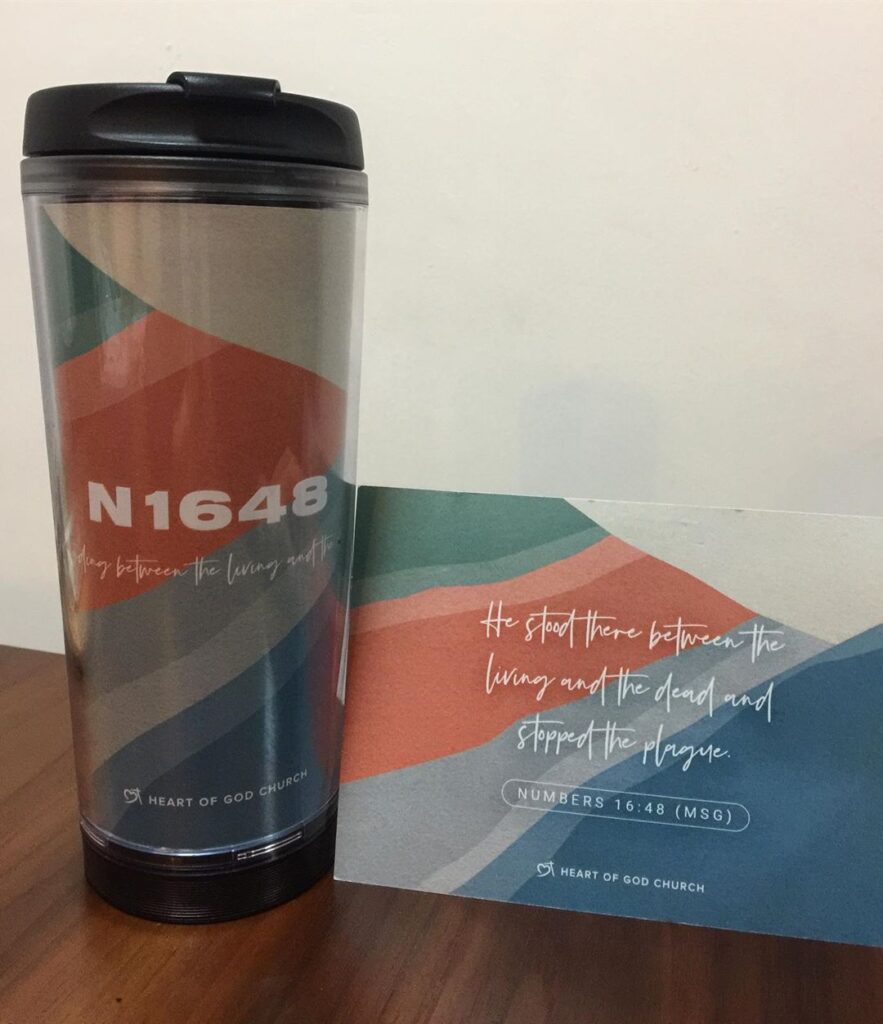 N1648
between the living and the
HEART OF GOD CHURCH
He stood there between the
living and the dead and
stopped the plague.
NUMBERS 16:48 (MSG)
HEART OF GOD CHURCH